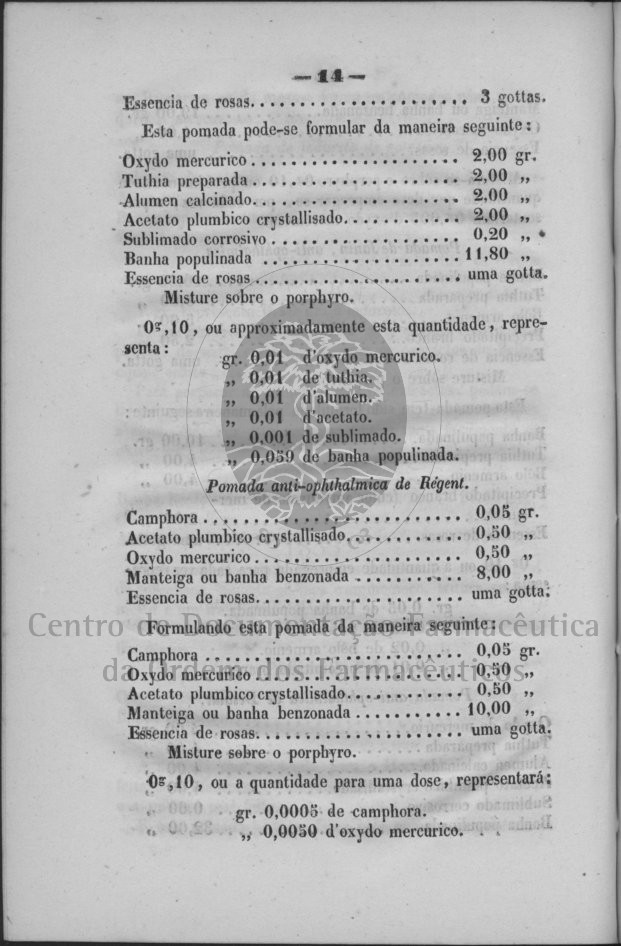 — 14 —
Essencia de rosas. . . . . . . . . . . . . . . . . . . . . . 3 gottas.
Esta pomada pode-se formular da maneira seguinte:
Oxydo mercurico . . . . . . . . . . . . . . . . . . . . . 2,00 gr.
Tuthia preparada . . . . . . . . . . . . . . . . . . . . . 2,00 „
Alumen calcinado. . . . . . . . . . . . . . . . . . . . . 2,00 „
Acetato plumbico crystallisado. . . . . . . . . . . . 2,00 „
Sublimado corrosivo . . . . . . . . . . . . . . . . . . . 0,20 „
Banha populinada . . . . . . . . . . . . . . . . . . . . 11,80 „
Essencia de rosas . . . . . . . . . . . . . . . . . . . . . uma gotta.
Misture sobre o porphyro.
0gr,10, ou approximadamente esta quantidade, repre-
senta:
gr. 0,01 d'oxydo mercurico.
„ 0,01 de tuthia.
„ 0,01 d'alumen.
„ 0,01 d'acetato.
„ 0,001 de sublimado.
„ 0,059 de banha populinada.
Pomada anti-ophthalmica de Régent.
Camphora . . . . . . . . . . . . . . . . . . . . . . . . . . 0,05 gr.
Acetato plumbico crystallisado. . . . . . . . . . . . 0,50 „
Oxydo mercurico . . . . . . . . . . . . . . . . . . . . . 0,50 „
Manteiga ou banha benzonada . . . . . . . . . . . 8,00 „
Essencia de rosas. . . . . . . . . . . . . . . . . . . . . uma gotta.
Formulando esta pomada da maneira seguinte:
Camphora . . . . . . . . . . . . . . . . . . . . . . . . . . 0,05 gr.
Oxydo mercurico . . . . . . . . . . . . . . . . . . . . . 0,50 „
Acetato plumbico crystallisado. . . . . . . . . . . . 0,50 „
Manteiga ou banha benzonada . . . . . . . . . . . 10,00 „
Essencia de rosas. . . . . . . . . . . . . . . . . . . . . uma gotta.
Misture sobre o porphyro.
0gr,10, ou a quantidade para uma dose, representará:
gr. 0,0005 de camphora.
„ 0,0050 d'oxydo mercurico.
Centro de Documentação Farmacêutica
da Ordem dos Farmacêuticos